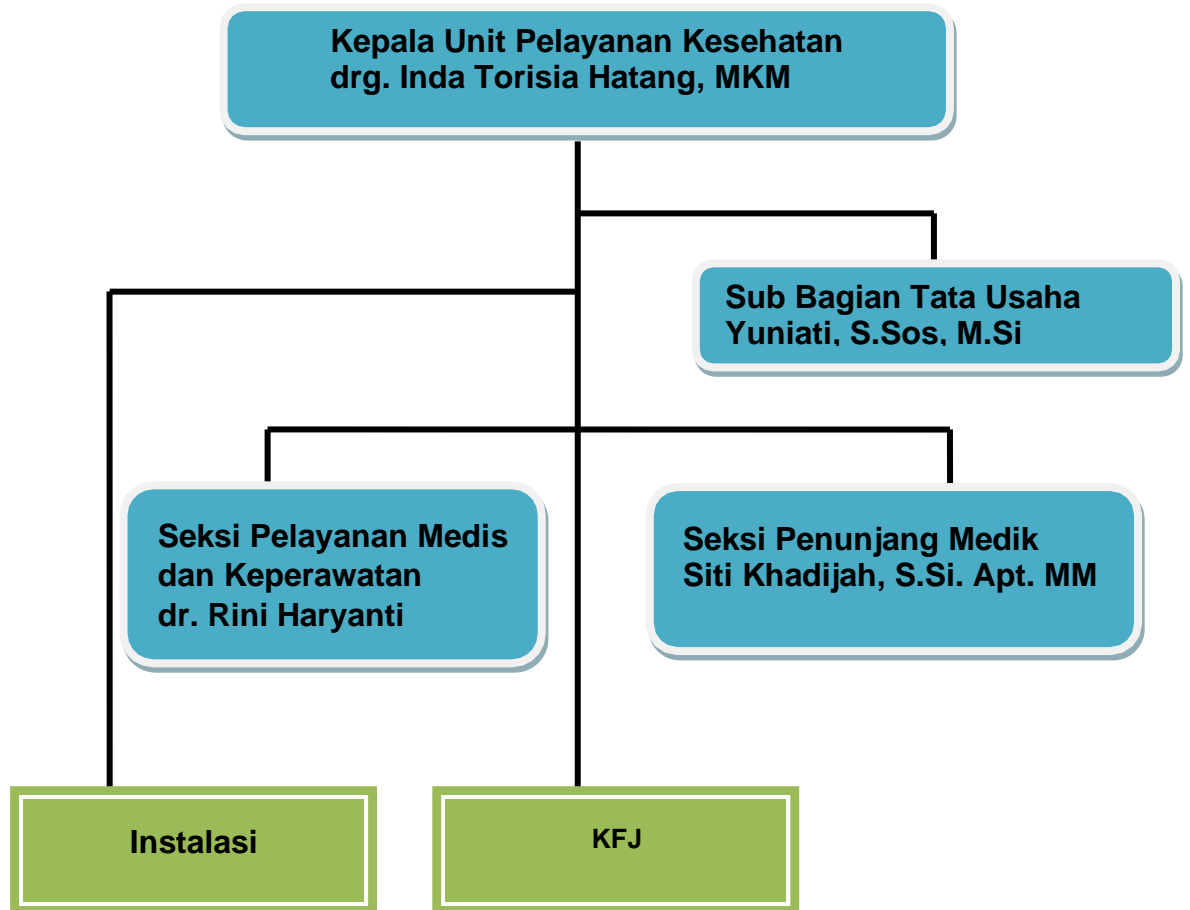 Kepala Unit Pelayanan Kesehatan
drg. Inda Torisia Hatang, MKM
Sub Bagian Tata Usaha
Yuniati, S.Sos, M.Si
Seksi Pelayanan Medis
dan Keperawatan
dr. Rini Haryanti
Seksi Penunjang Medik
Siti Khadijah, S.Si. Apt. MM
Instalasi
KFJ